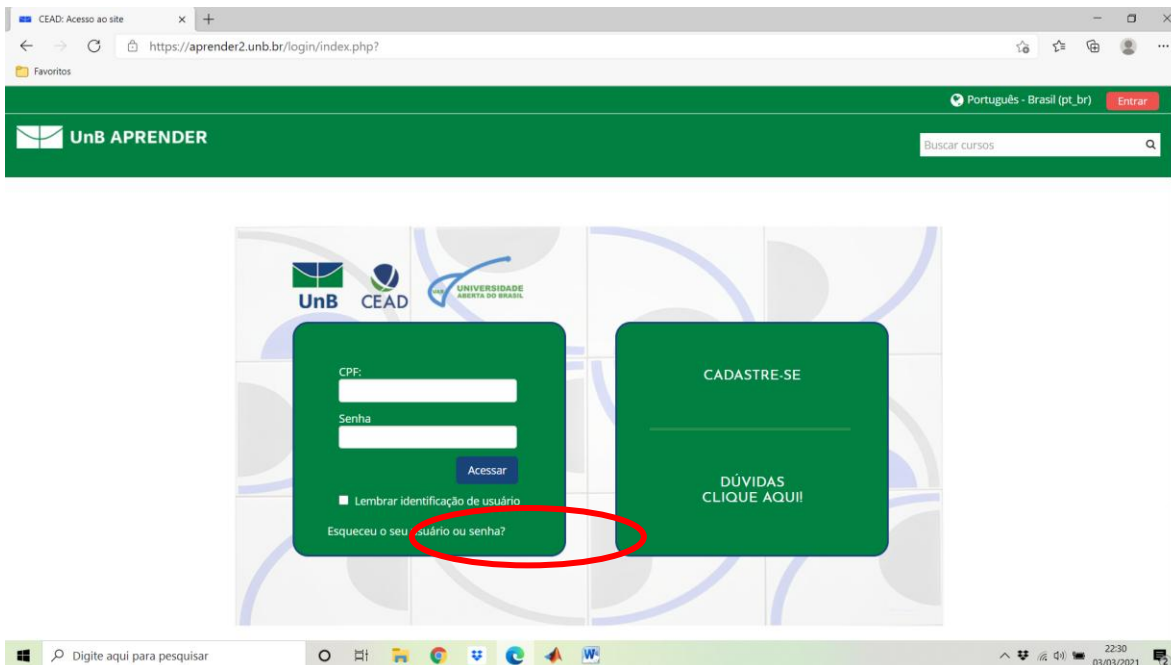 CEAD: Acesso ao site
https://aprender2.unb.br/login/index.php?
Favoritos
Português - Brasil (pt_br)
Entrar
UnB APRENDER
Buscar cursos
UnB
CEAD
UNIVERSIDADE
ABERTA DO BRASIL
CPF:
Senha
Acessar
Lembrar identificação de usuário
Esqueceu o seu usuário ou senha?
CADASTRE-SE
DÚVIDAS
CLIQUE AQUI!
Digite aqui para pesquisar
22:30
03/03/2021